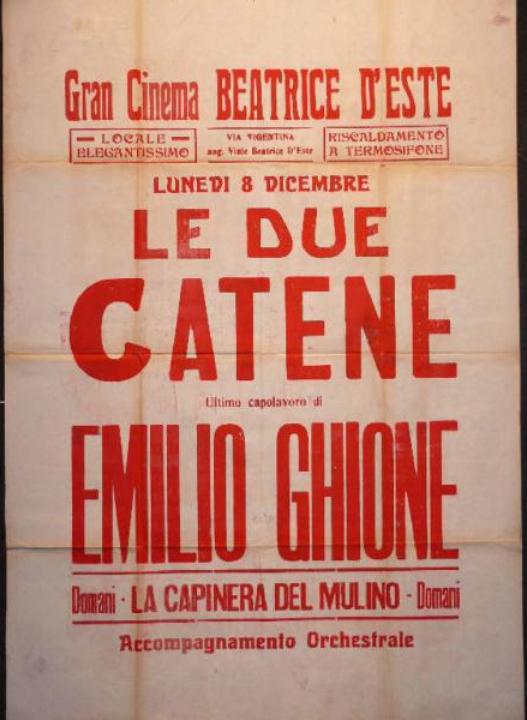 Gran Cinema BEATRICE D'ESTE
LOCALE ELEGANTISSIMO
VIA VIGENTINA
ang. Viale Beatrice D'Este
RISCALDAMENTO A TERMOSIFONE
LUNEDI 8 DICEMBRE
LE DUE
CATENE
Ultimo capolavoro di
EMILIO GHIONE
Domani - LA CAPINERA DEL MULINO - Domani
Accompagnamento Orchestrale